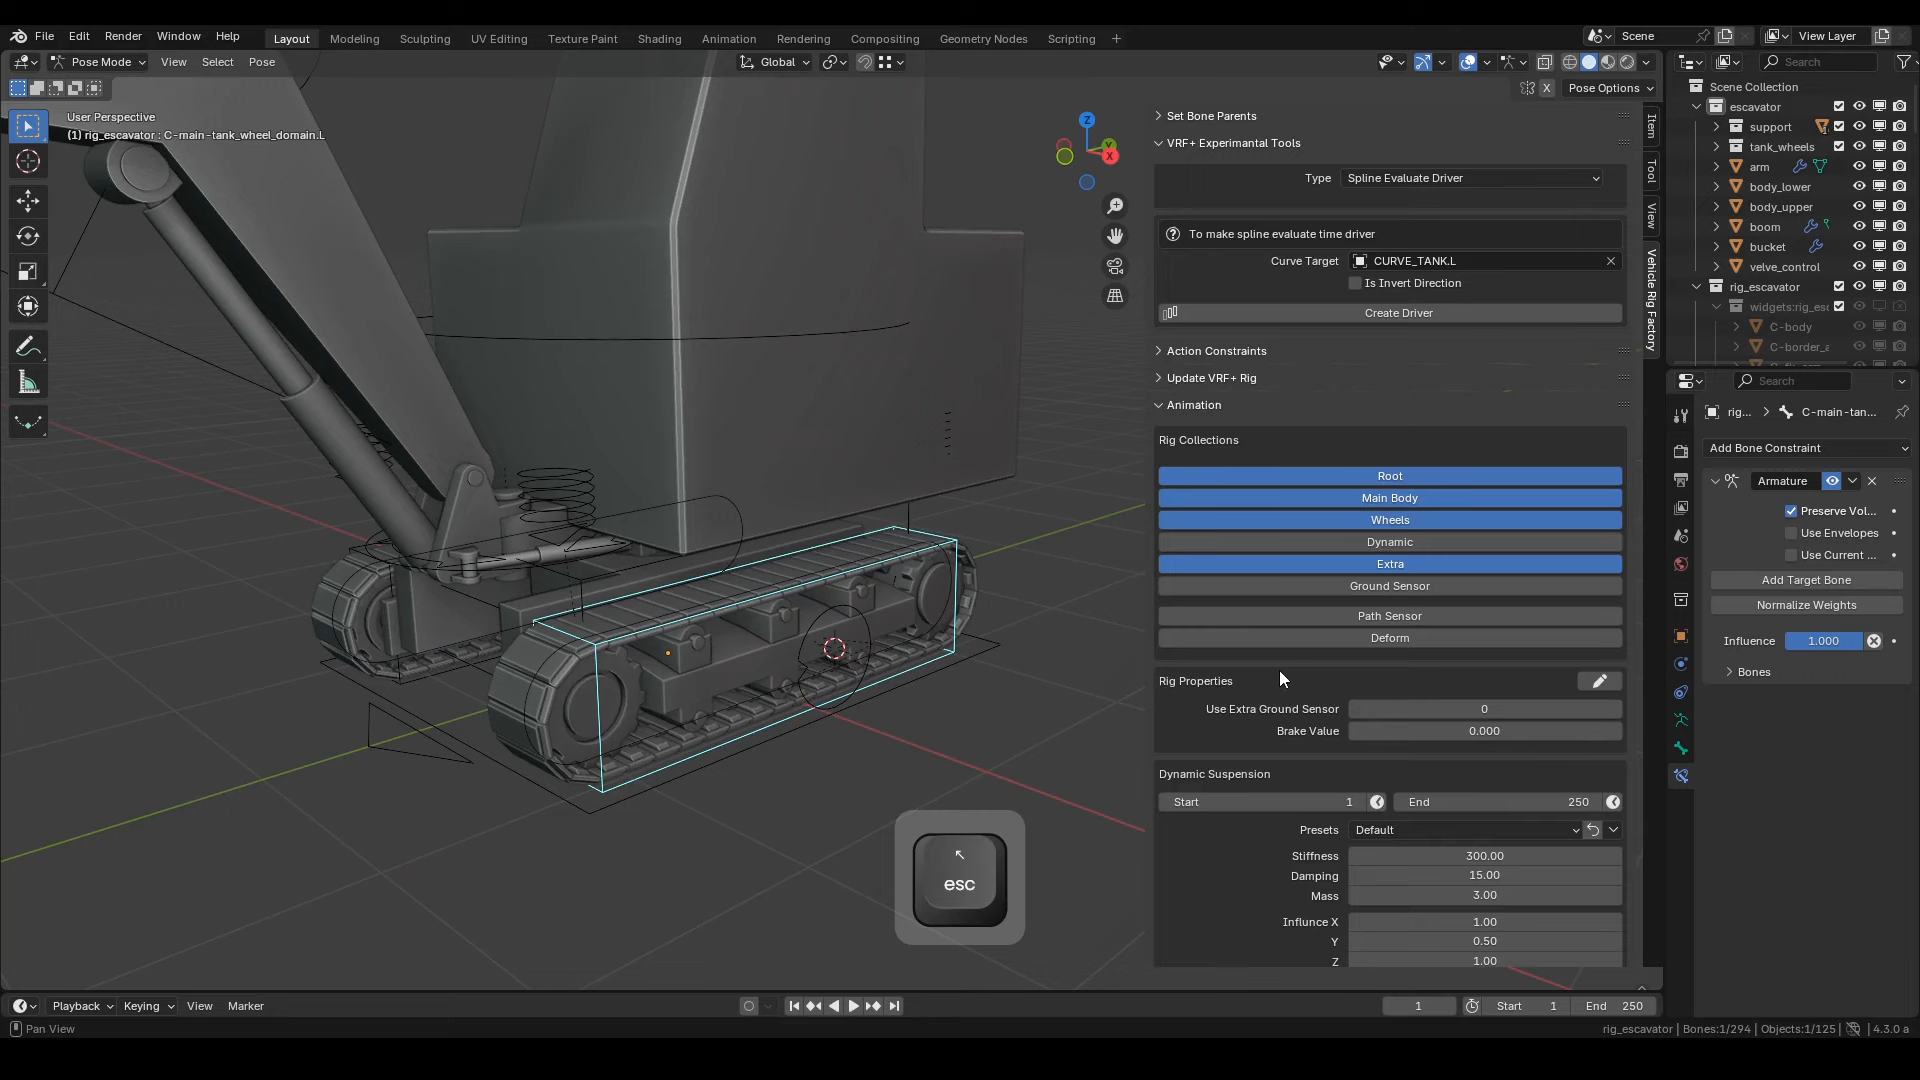 File Edit Render Window Help
Layout Modeling Sculpting UV Editing Texture Paint Shading Animation Rendering Compositing Geometry Nodes Scripting +
Scene
View Layer
Pose Mode View Select Pose
Global
Search
X Pose Options
User Perspective
(1) rig_escavator : C-main-tank_wheel_domain.L
Z
Y
X
Set Bone Parents
VRF+ Experimantal Tools
Type Spline Evaluate Driver
To make spline evaluate time driver
Curve Target CURVE_TANK.L
Is Invert Direction
Create Driver
Action Constraints
Update VRF+ Rig
Animation
Rig Collections
Root
Main Body
Wheels
Dynamic
Extra
Ground Sensor
Path Sensor
Deform
Rig Properties
Use Extra Ground Sensor 0
Brake Value 0.000
Dynamic Suspension
Start 1 End 250
Presets Default
Stiffness 300.00
Damping 15.00
Mass 3.00
Influnce X 1.00
Y 0.50
Z 1.00
Item
Tool
View
Vehicle Rig Factory
Scene Collection
escavator
support
tank_wheels
arm
body_lower
body_upper
boom
bucket
velve_control
rig_escavator
widgets:rig_esc
C-body
C-border_a
Search
rig... > C-main-tan...
Add Bone Constraint
Armature
Preserve Vol...
Use Envelopes
Use Current ...
Add Target Bone
Normalize Weights
Influence 1.000
Bones
esc
Playback Keying View Marker
1 Start 1 End 250
Pan View
rig_escavator | Bones:1/294 | Objects:1/125 | 4.3.0 a